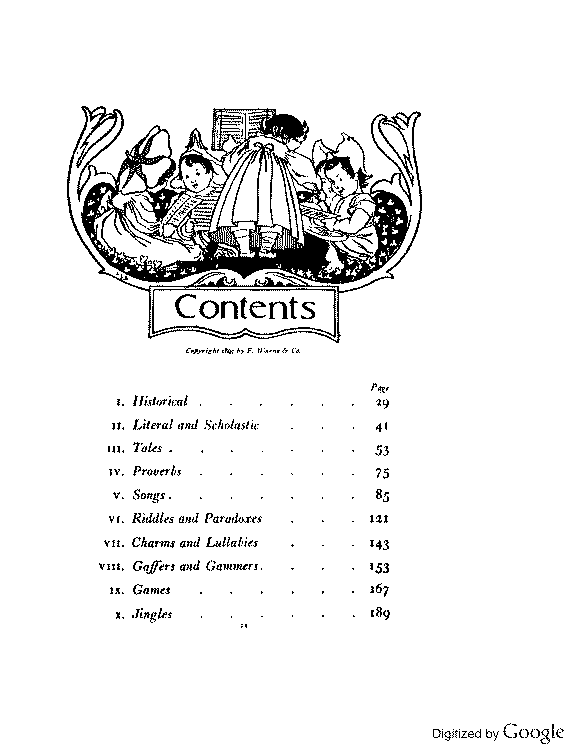 Contents
Copyright 1895 by F. Warne & Co.
Page
I. Historical . . . . . . 29
II. Literal and Scholastic . . . 41
III. Tales . . . . . . . 53
IV. Proverbs . . . . . . 75
V. Songs . . . . . . . 85
VI. Riddles and Paradoxes . . . 121
VII. Charms and Lullabies . . . 143
VIII. Gaffers and Gammers . . . . 153
IX. Games . . . . . . 167
X. Jingles . . . . . . 189
Digitized by Google